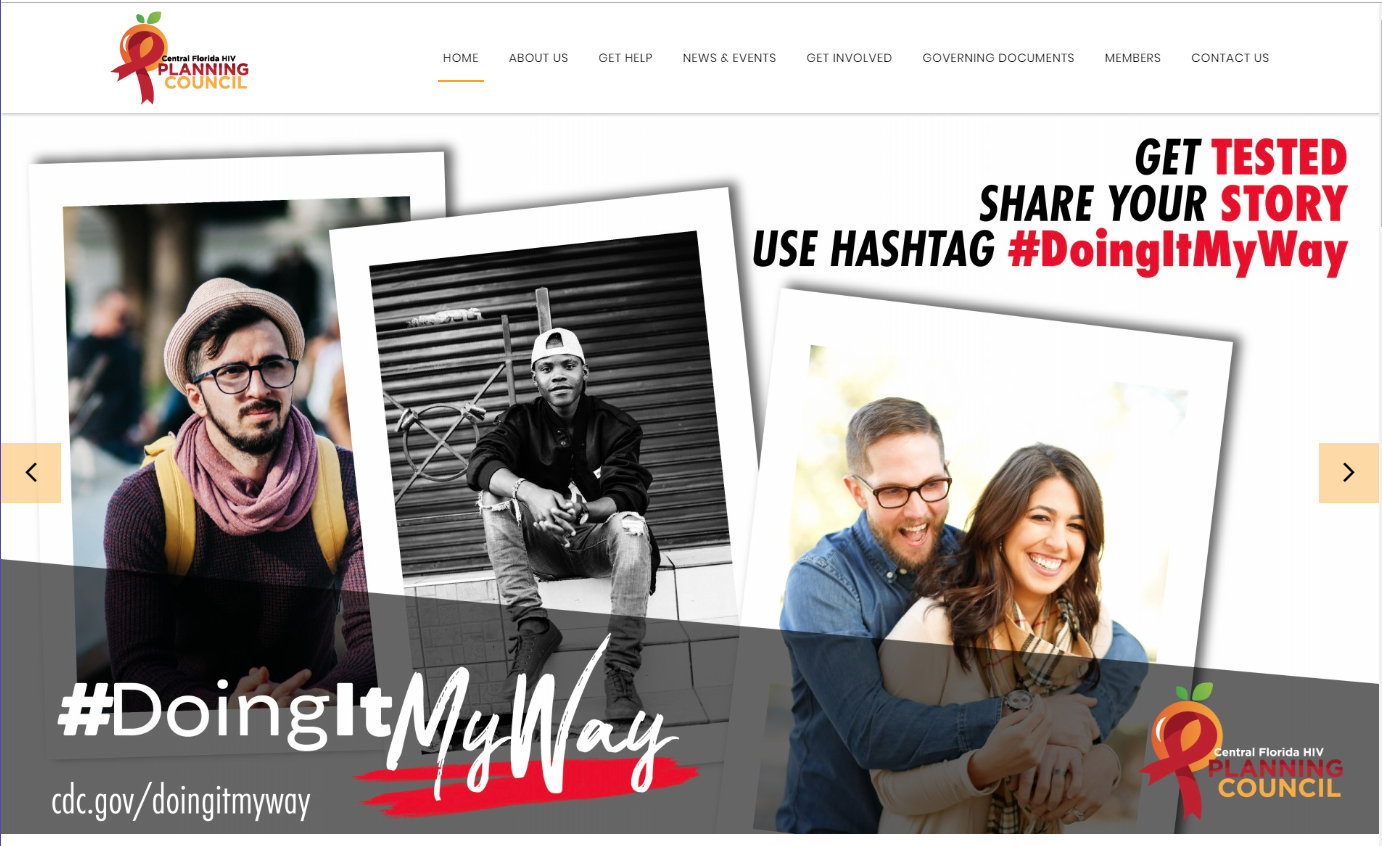 Central Florida HIV
PLANNING
COUNCIL
HOME
ABOUT US
GET HELP
NEWS & EVENTS
GET INVOLVED
GOVERNING DOCUMENTS
MEMBERS
CONTACT US
GET TESTED
SHARE YOUR STORY
USE HASHTAG #DoingItMyWay
#DoingItMyWay
cdc.gov/doingitmyway
Central Florida HIV
PLANNING
COUNCIL